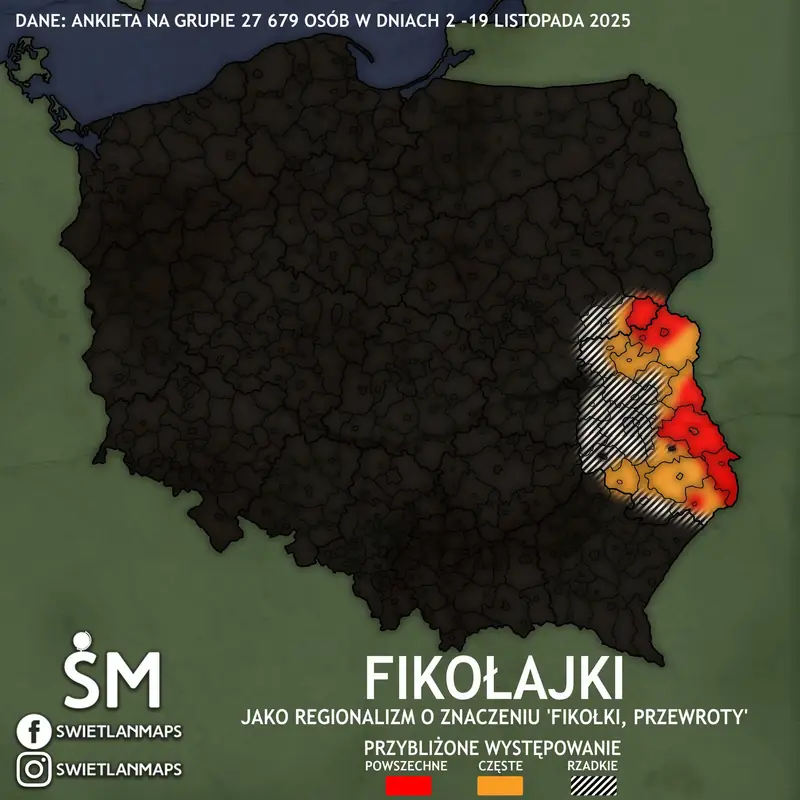 DANE: ANKIETA NA GRUPIE 27 679 OSÓB W DNIACH 2 -19 LISTOPADA 2025
ŚM
SWIETLANMAPS
SWIETLANMAPS
FIKOŁAJKI
JAKO REGIONALIZM O ZNACZENIU 'FIKOŁKI, PRZEWROTY'
PRZYBLIŻONE WYSTĘPOWANIE
POWSZECHNE CZĘSTE RZADKIE